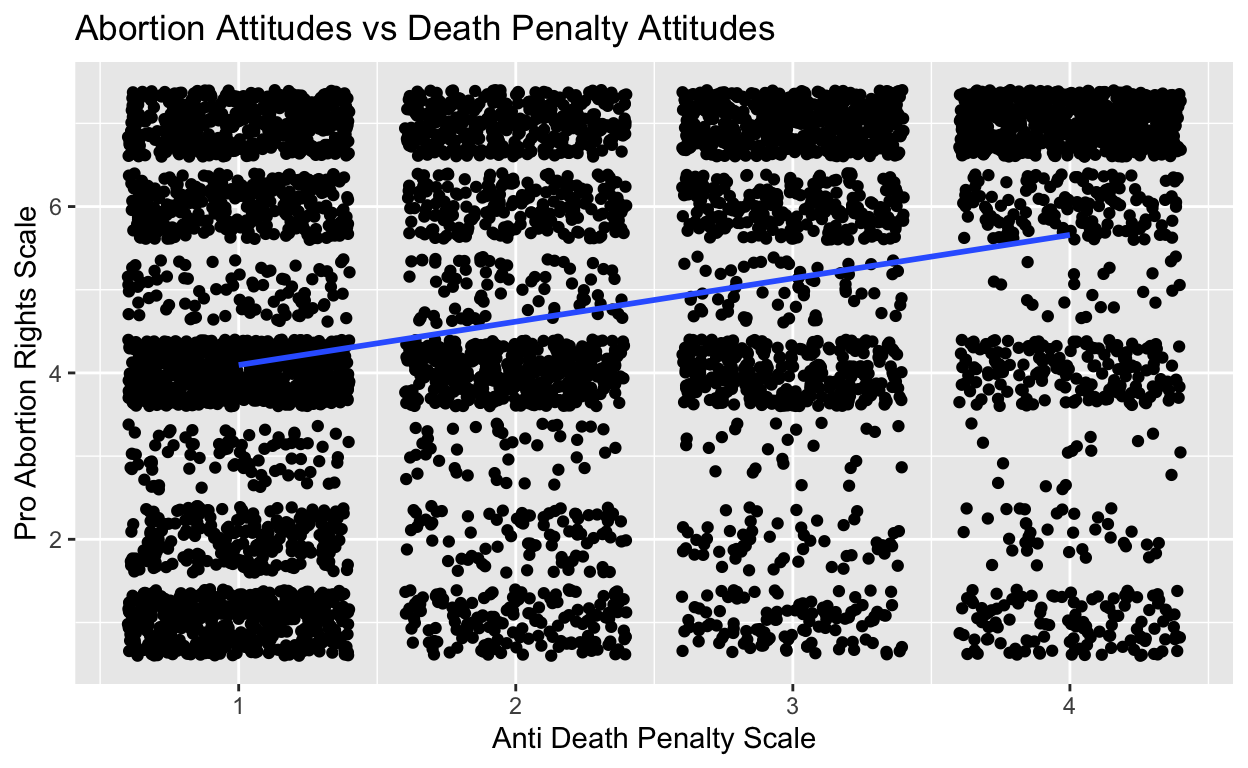 Abortion Attitudes vs Death Penalty Attitudes
Pro Abortion Rights Scale
6
4
2
1 2 3 4
Anti Death Penalty Scale